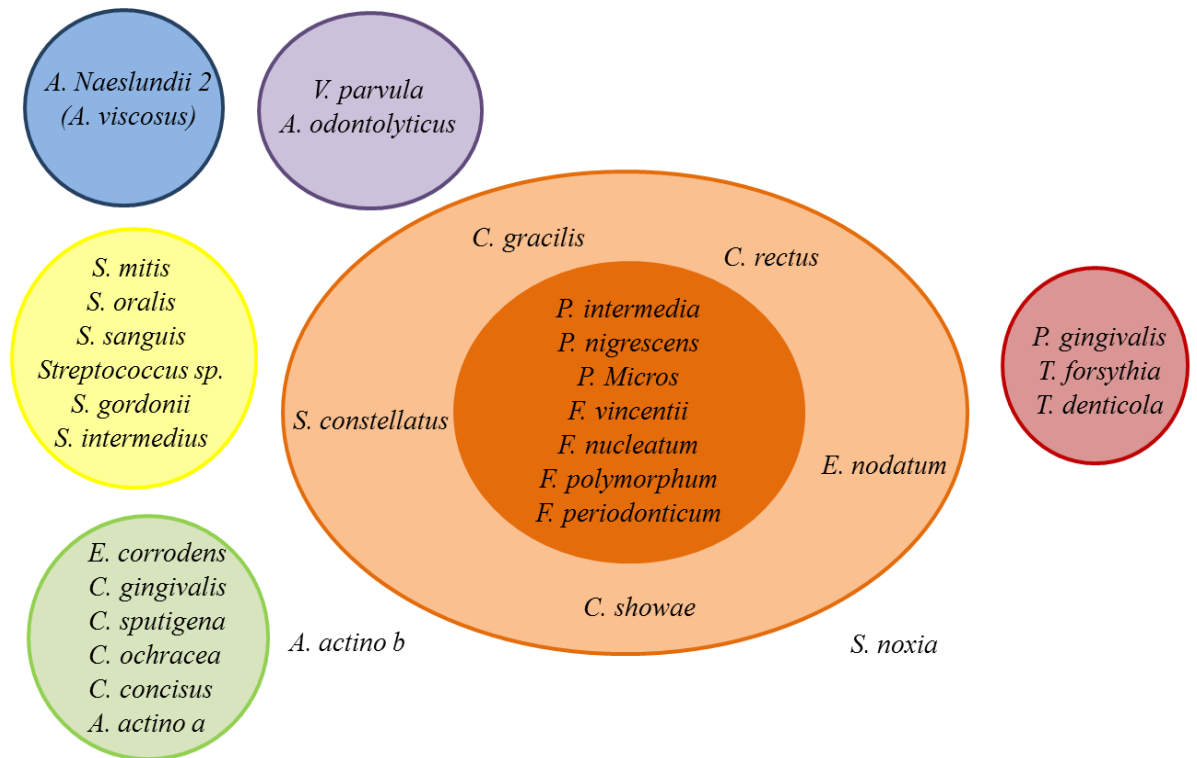 A. Naeslundii 2
(A. viscosus)
V. parvula
A. odontolyticus
S. mitis
S. oralis
S. sanguis
Streptococcus sp.
S. gordonii
S. intermedius
E. corrodens
C. gingivalis
C. sputigena
C. ochracea
C. concisus
A. actino a
A. actino b
C. gracilis
C. rectus
S. constellatus
P. intermedia
P. nigrescens
P. Micros
F. vincentii
F. nucleatum
F. polymorphum
F. periodonticum
E. nodatum
C. showae
S. noxia
P. gingivalis
T. forsythia
T. denticola